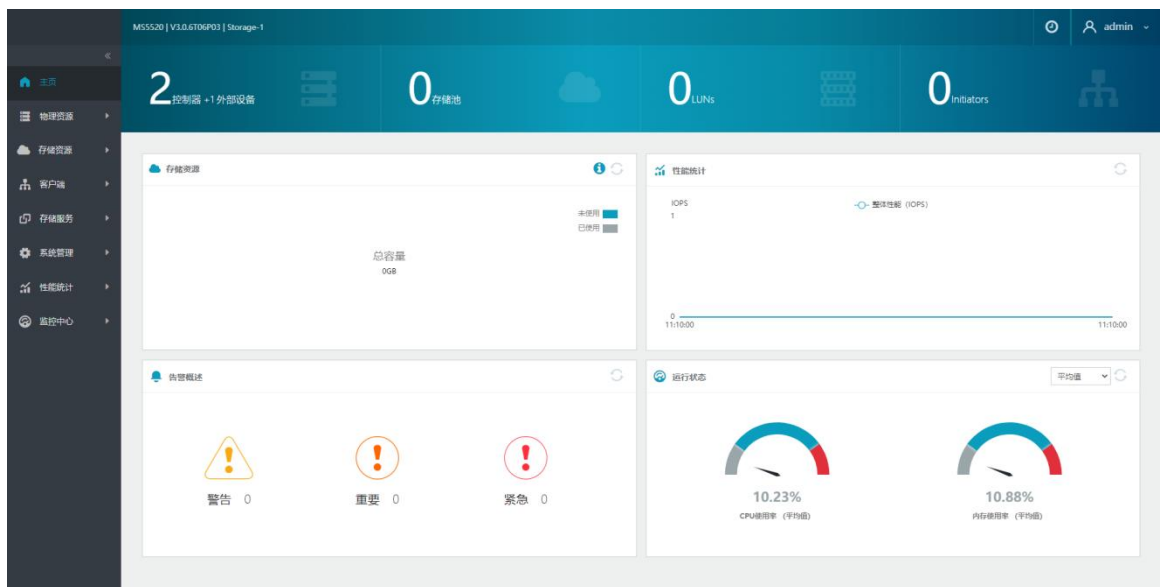 MS5520 | V3.0.6T06P03 | Storage-1
admin
主页
物理资源
存储资源
客户端
存储服务
系统管理
性能统计
监控中心
2 控制器 +1 外部设备
0 存储池
0 LUNs
0 Initiators
存储资源
未使用
已使用
总容量
0GB
性能统计
IOPS
整体性能 (IOPS)
1
0
11:10:00
11:10:00
告警概述
警告 0
重要 0
紧急 0
运行状态
平均值
10.23%
CPU使用率 (平均值)
10.88%
内存使用率 (平均值)